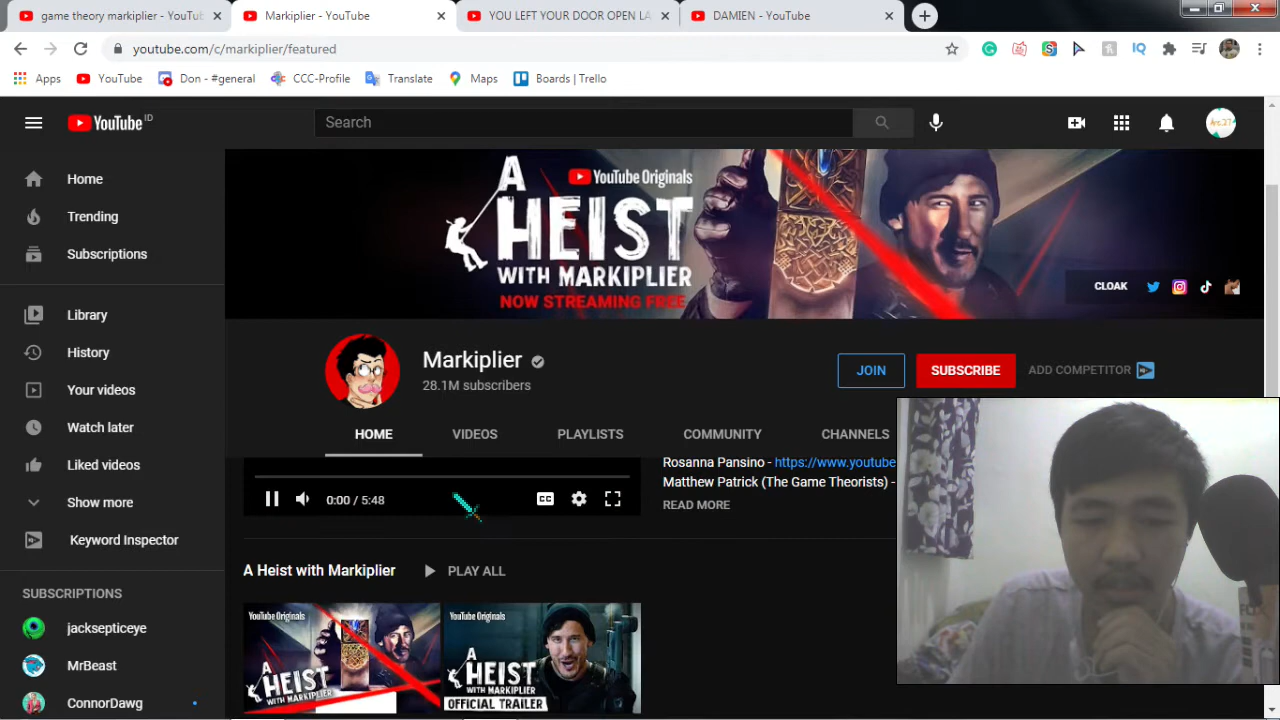 game theory markiplier - YouTub
Markiplier - YouTube
YOU LEFT YOUR DOOR OPEN LA
DAMIEN - YouTube
youtube.com/c/markiplier/featured
Apps
YouTube
Don - #general
CCC-Profile
Translate
Maps
Boards | Trello
YouTube ID
Search
Home
Trending
Subscriptions
Library
History
Your videos
Watch later
Liked videos
Show more
Keyword Inspector
SUBSCRIPTIONS
jacksepticeye
MrBeast
ConnorDawg
YouTube Originals
A
HEIST
WITH MARKIPLIER
NOW STREAMING FREE
CLOAK
Markiplier
28.1M subscribers
JOIN
SUBSCRIBE
ADD COMPETITOR
HOME
VIDEOS
PLAYLISTS
COMMUNITY
CHANNELS
0:00 / 5:48
CC
Rosanna Pansino - https://www.youtube
Matthew Patrick (The Game Theorists) -
READ MORE
A Heist with Markiplier
PLAY ALL
YouTube Originals
A
HEIST
WITH MARKIPLIER
YouTube Originals
A
HEIST
WITH MARKIPLIER
OFFICIAL TRAILER